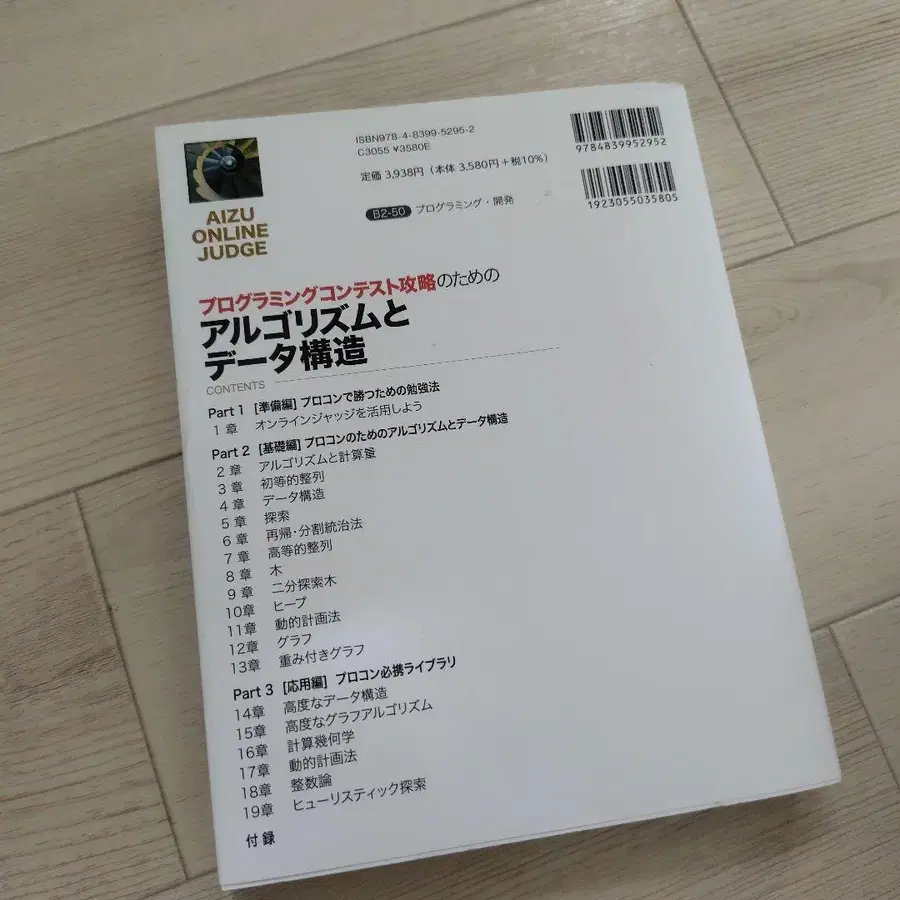 ISBN978-4-8399-5295-2
C3055 ¥3580E
定価 3,938円（本体 3,580円+税10%）
9784839952952
B2-50 プログラミング・開発
1923055035805
AIZU
ONLINE
JUDGE
プログラミングコンテスト攻略のための
アルゴリズムと
データ構造
CONTENTS
Part 1 [準備編] プロコンで勝つための勉強法
1 章 オンラインジャッジを活用しよう
Part 2 [基礎編] プロコンのためのアルゴリズムとデータ構造
2 章 アルゴリズムと計算量
3 章 初等的整列
4 章 データ構造
5 章 探索
6 章 再帰・分割統治法
7 章 高等的整列
8 章 木
9 章 二分探索木
10章 ヒープ
11章 動的計画法
12章 グラフ
13章 重み付きグラフ
Part 3 [応用編] プロコン必携ライブラリ
14章 高度なデータ構造
15章 高度なグラフアルゴリズム
16章 計算幾何学
17章 動的計画法
18章 整数論
19章 ヒューリスティック探索
付録